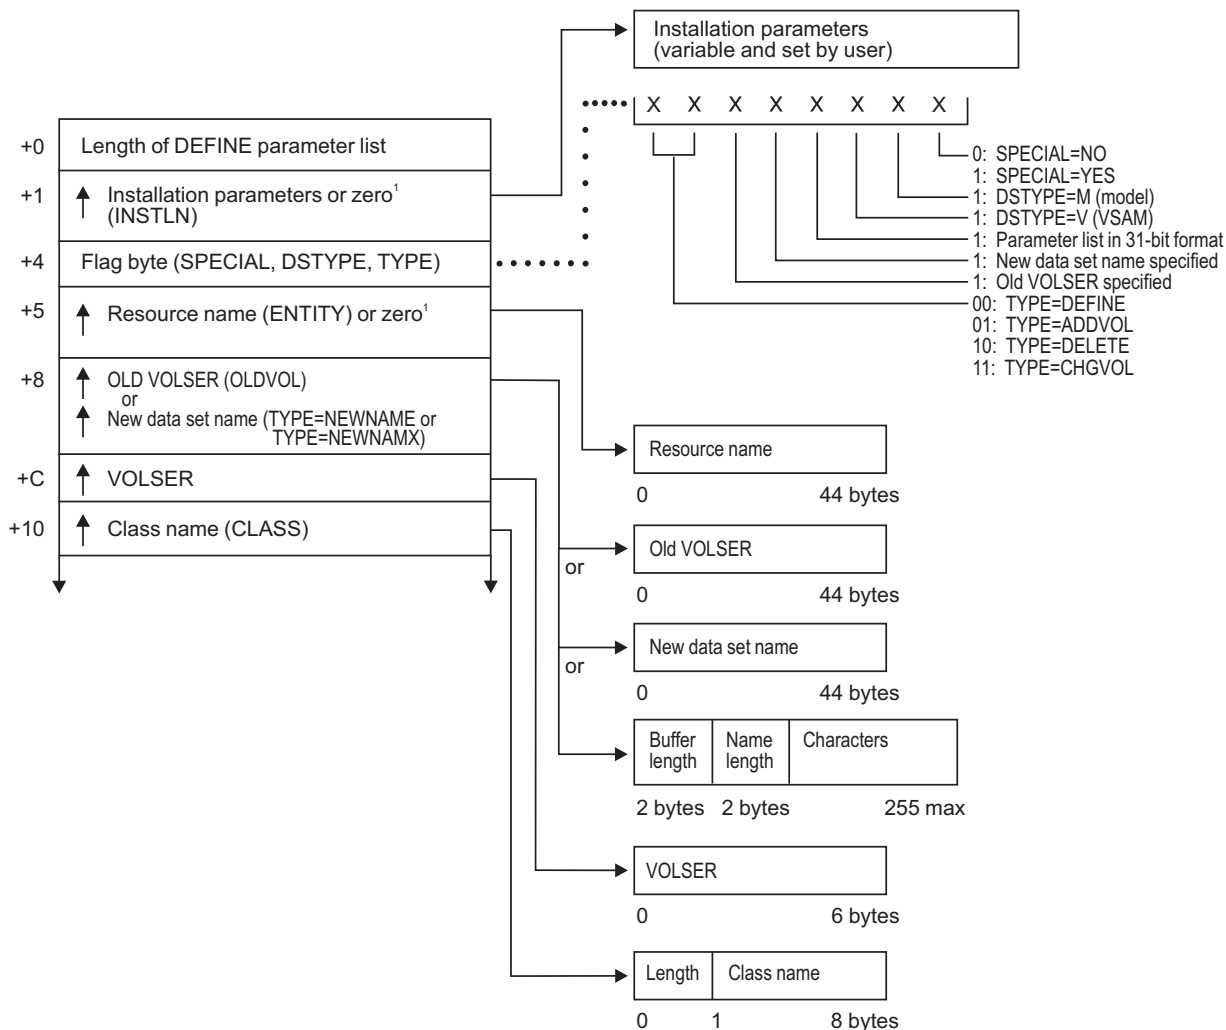 Installation parameters
(variable and set by user)
X X X X X X X X
+0 Length of DEFINE parameter list
+1 Installation parameters or zero¹
(INSTLN)
+4 Flag byte (SPECIAL, DSTYPE, TYPE)
0: SPECIAL=NO
1: SPECIAL=YES
1: DSTYPE=M (model)
1: DSTYPE=V (VSAM)
1: Parameter list in 31-bit format
1: New data set name specified
1: Old VOLSER specified
00: TYPE=DEFINE
01: TYPE=ADDVOL
10: TYPE=DELETE
11: TYPE=CHGVOL
+5 Resource name (ENTITY) or zero¹
+8 OLD VOLSER (OLDVOL)
or
New data set name (TYPE=NEWNAME or
TYPE=NEWNAMX)
+C VOLSER
+10 Class name (CLASS)
Resource name
0 44 bytes
Old VOLSER
or
0 44 bytes
New data set name
or
0 44 bytes
Buffer length
Name length
Characters
2 bytes 2 bytes 255 max
VOLSER
0 6 bytes
Length Class name
0 1 8 bytes